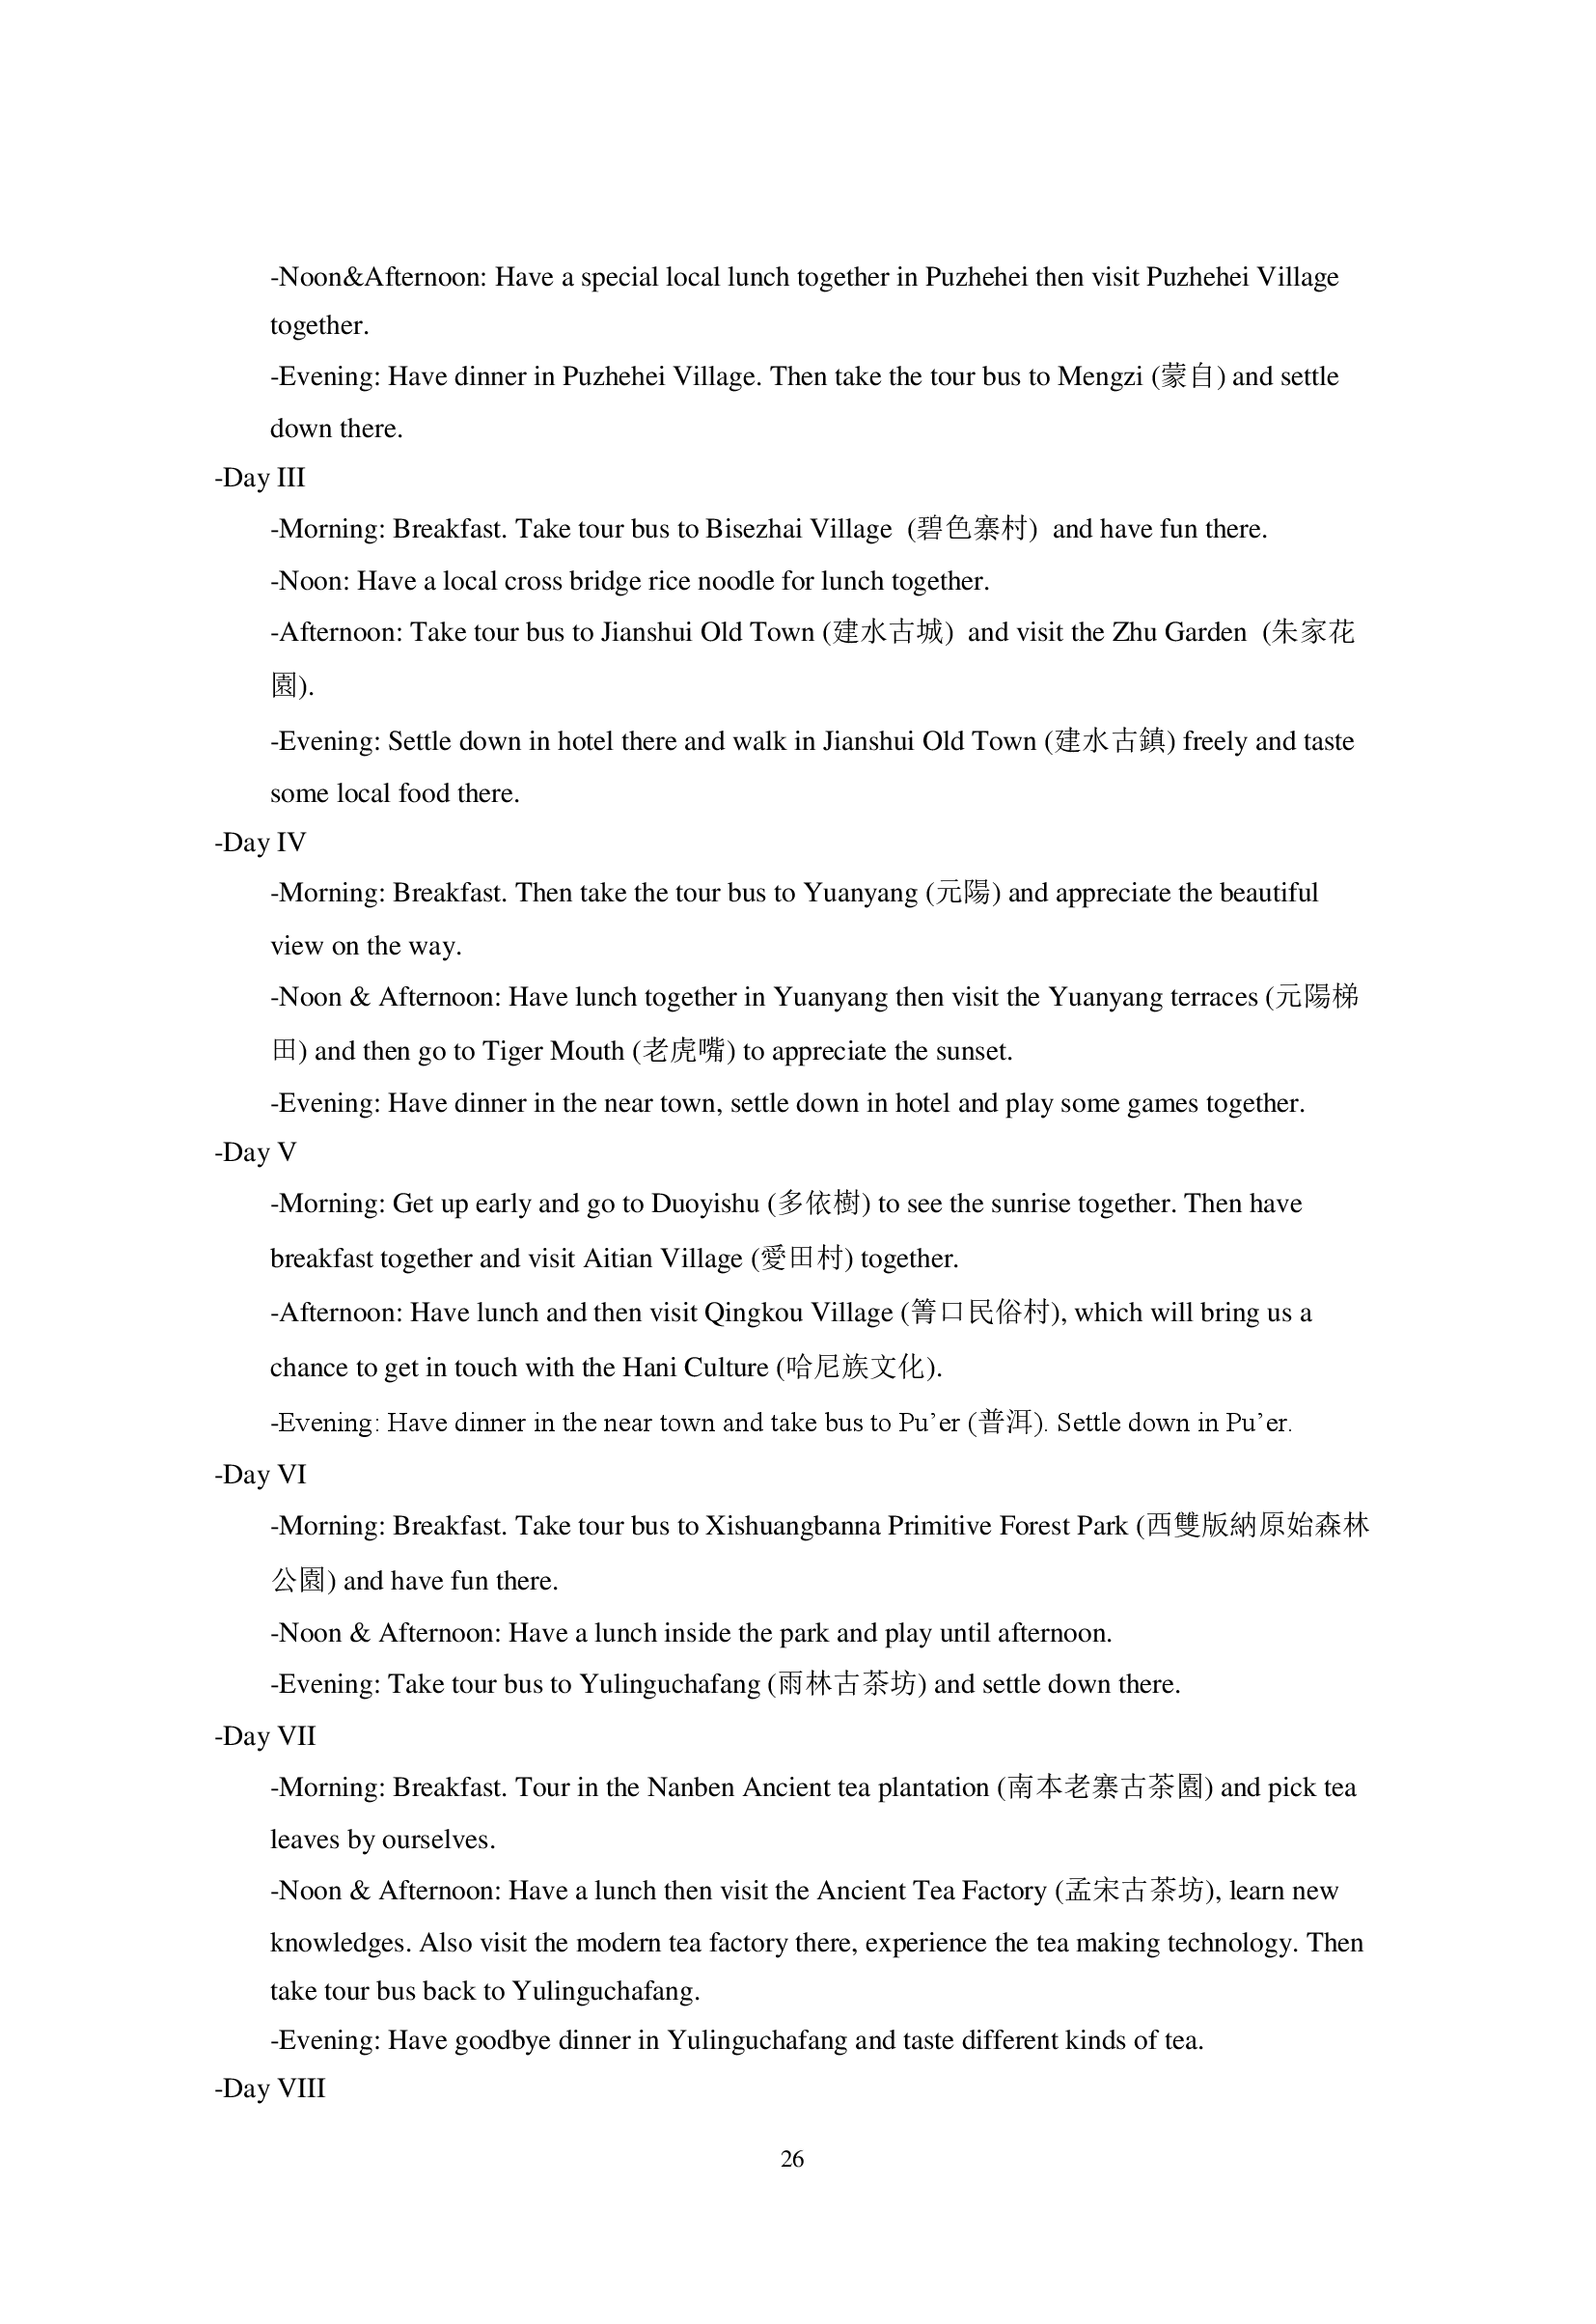 -Noon&Afternoon: Have a special local lunch together in Puzhehei then visit Puzhehei Village
together.
-Evening: Have dinner in Puzhehei Village. Then take the tour bus to Mengzi (蒙自) and settle
down there.
-Day III
-Morning: Breakfast. Take tour bus to Bisezhai Village (碧色寨村) and have fun there.
-Noon: Have a local cross bridge rice noodle for lunch together.
-Afternoon: Take tour bus to Jianshui Old Town (建水古城) and visit the Zhu Garden (朱家花
園).
-Evening: Settle down in hotel there and walk in Jianshui Old Town (建水古鎮) freely and taste
some local food there.
-Day IV
-Morning: Breakfast. Then take the tour bus to Yuanyang (元陽) and appreciate the beautiful
view on the way.
-Noon & Afternoon: Have lunch together in Yuanyang then visit the Yuanyang terraces (元陽梯
田) and then go to Tiger Mouth (老虎嘴) to appreciate the sunset.
-Evening: Have dinner in the near town, settle down in hotel and play some games together.
-Day V
-Morning: Get up early and go to Duoyishu (多依樹) to see the sunrise together. Then have
breakfast together and visit Aitian Village (愛田村) together.
-Afternoon: Have lunch and then visit Qingkou Village (箐口民俗村), which will bring us a
chance to get in touch with the Hani Culture (哈尼族文化).
-Evening: Have dinner in the near town and take bus to Pu’er (普洱). Settle down in Pu’er.
-Day VI
-Morning: Breakfast. Take tour bus to Xishuangbanna Primitive Forest Park (西雙版納原始森林
公園) and have fun there.
-Noon & Afternoon: Have a lunch inside the park and play until afternoon.
-Evening: Take tour bus to Yulinguchafang (雨林古茶坊) and settle down there.
-Day VII
-Morning: Breakfast. Tour in the Nanben Ancient tea plantation (南本老寨古茶園) and pick tea
leaves by ourselves.
-Noon & Afternoon: Have a lunch then visit the Ancient Tea Factory (孟宋古茶坊), learn new
knowledges. Also visit the modern tea factory there, experience the tea making technology. Then
take tour bus back to Yulinguchafang.
-Evening: Have goodbye dinner in Yulinguchafang and taste different kinds of tea.
-Day VIII
26